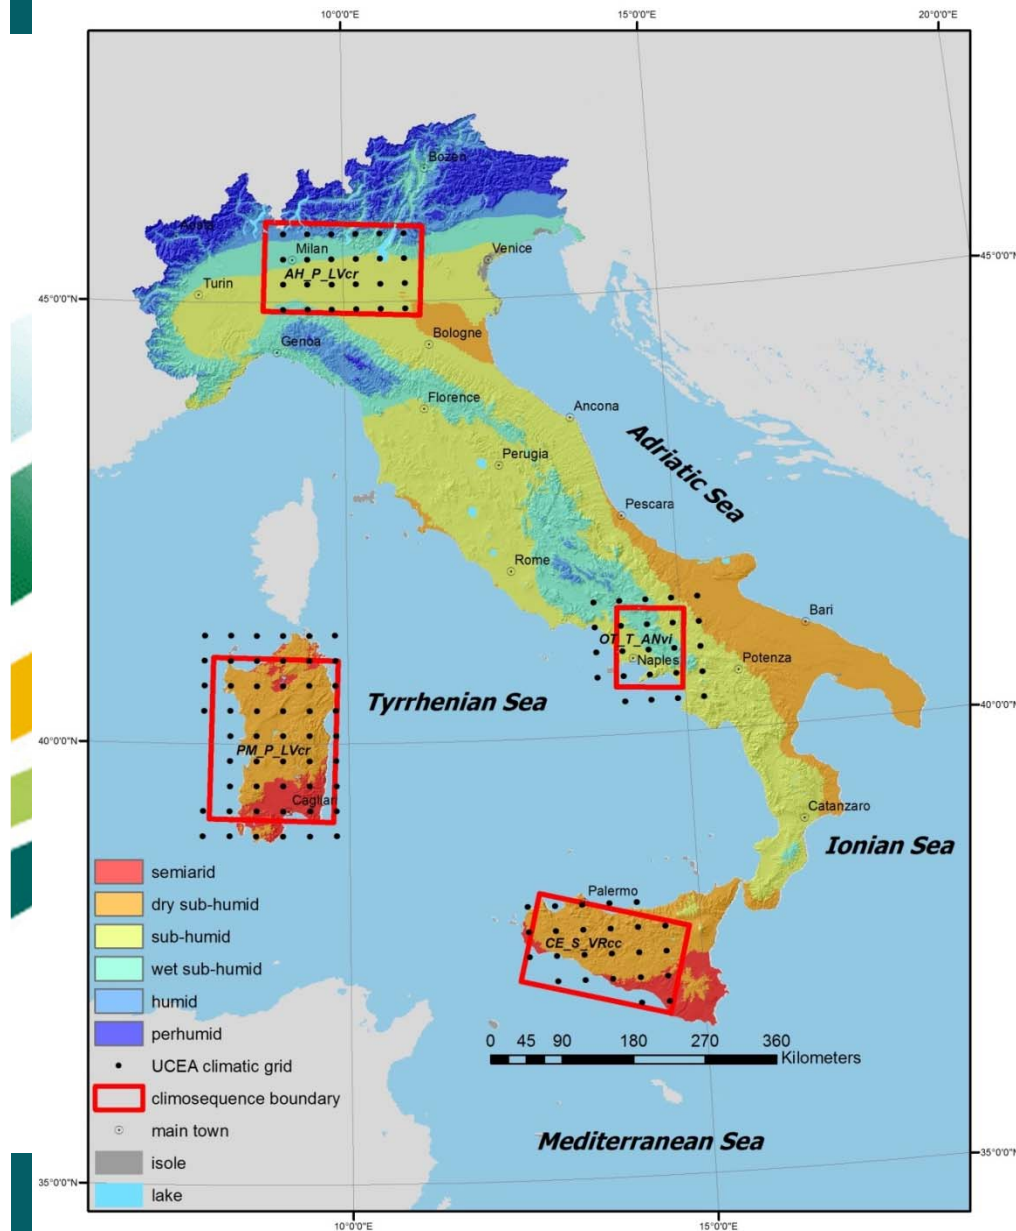 10°0'0"E 15°0'0"E 20°0'0"E
Bozen
Aosta
Milan
Venice
45°0'0"N
AH_P_LVcr
Turin
45°0'0"N
Bologne
Genoa
Florence
Ancona
Adriatic Sea
Perugia
Pescara
Rome
Bari
OT_T_ANvi
Naples
Potenza
Tyrrhenian Sea
40°0'0"N
40°0'0"N
PM_P_LVcr
Cagliari
Catanzaro
Ionian Sea
semiarid
Palermo
dry sub-humid
sub-humid
CE_S_VRcc
wet sub-humid
humid
perhumid
0 45 90 180 270 360
Kilometers
UCEA climatic grid
climosequence boundary
main town
Mediterranean Sea
35°0'0"N
isole
35°0'0"N
lake
10°0'0"E 15°0'0"E